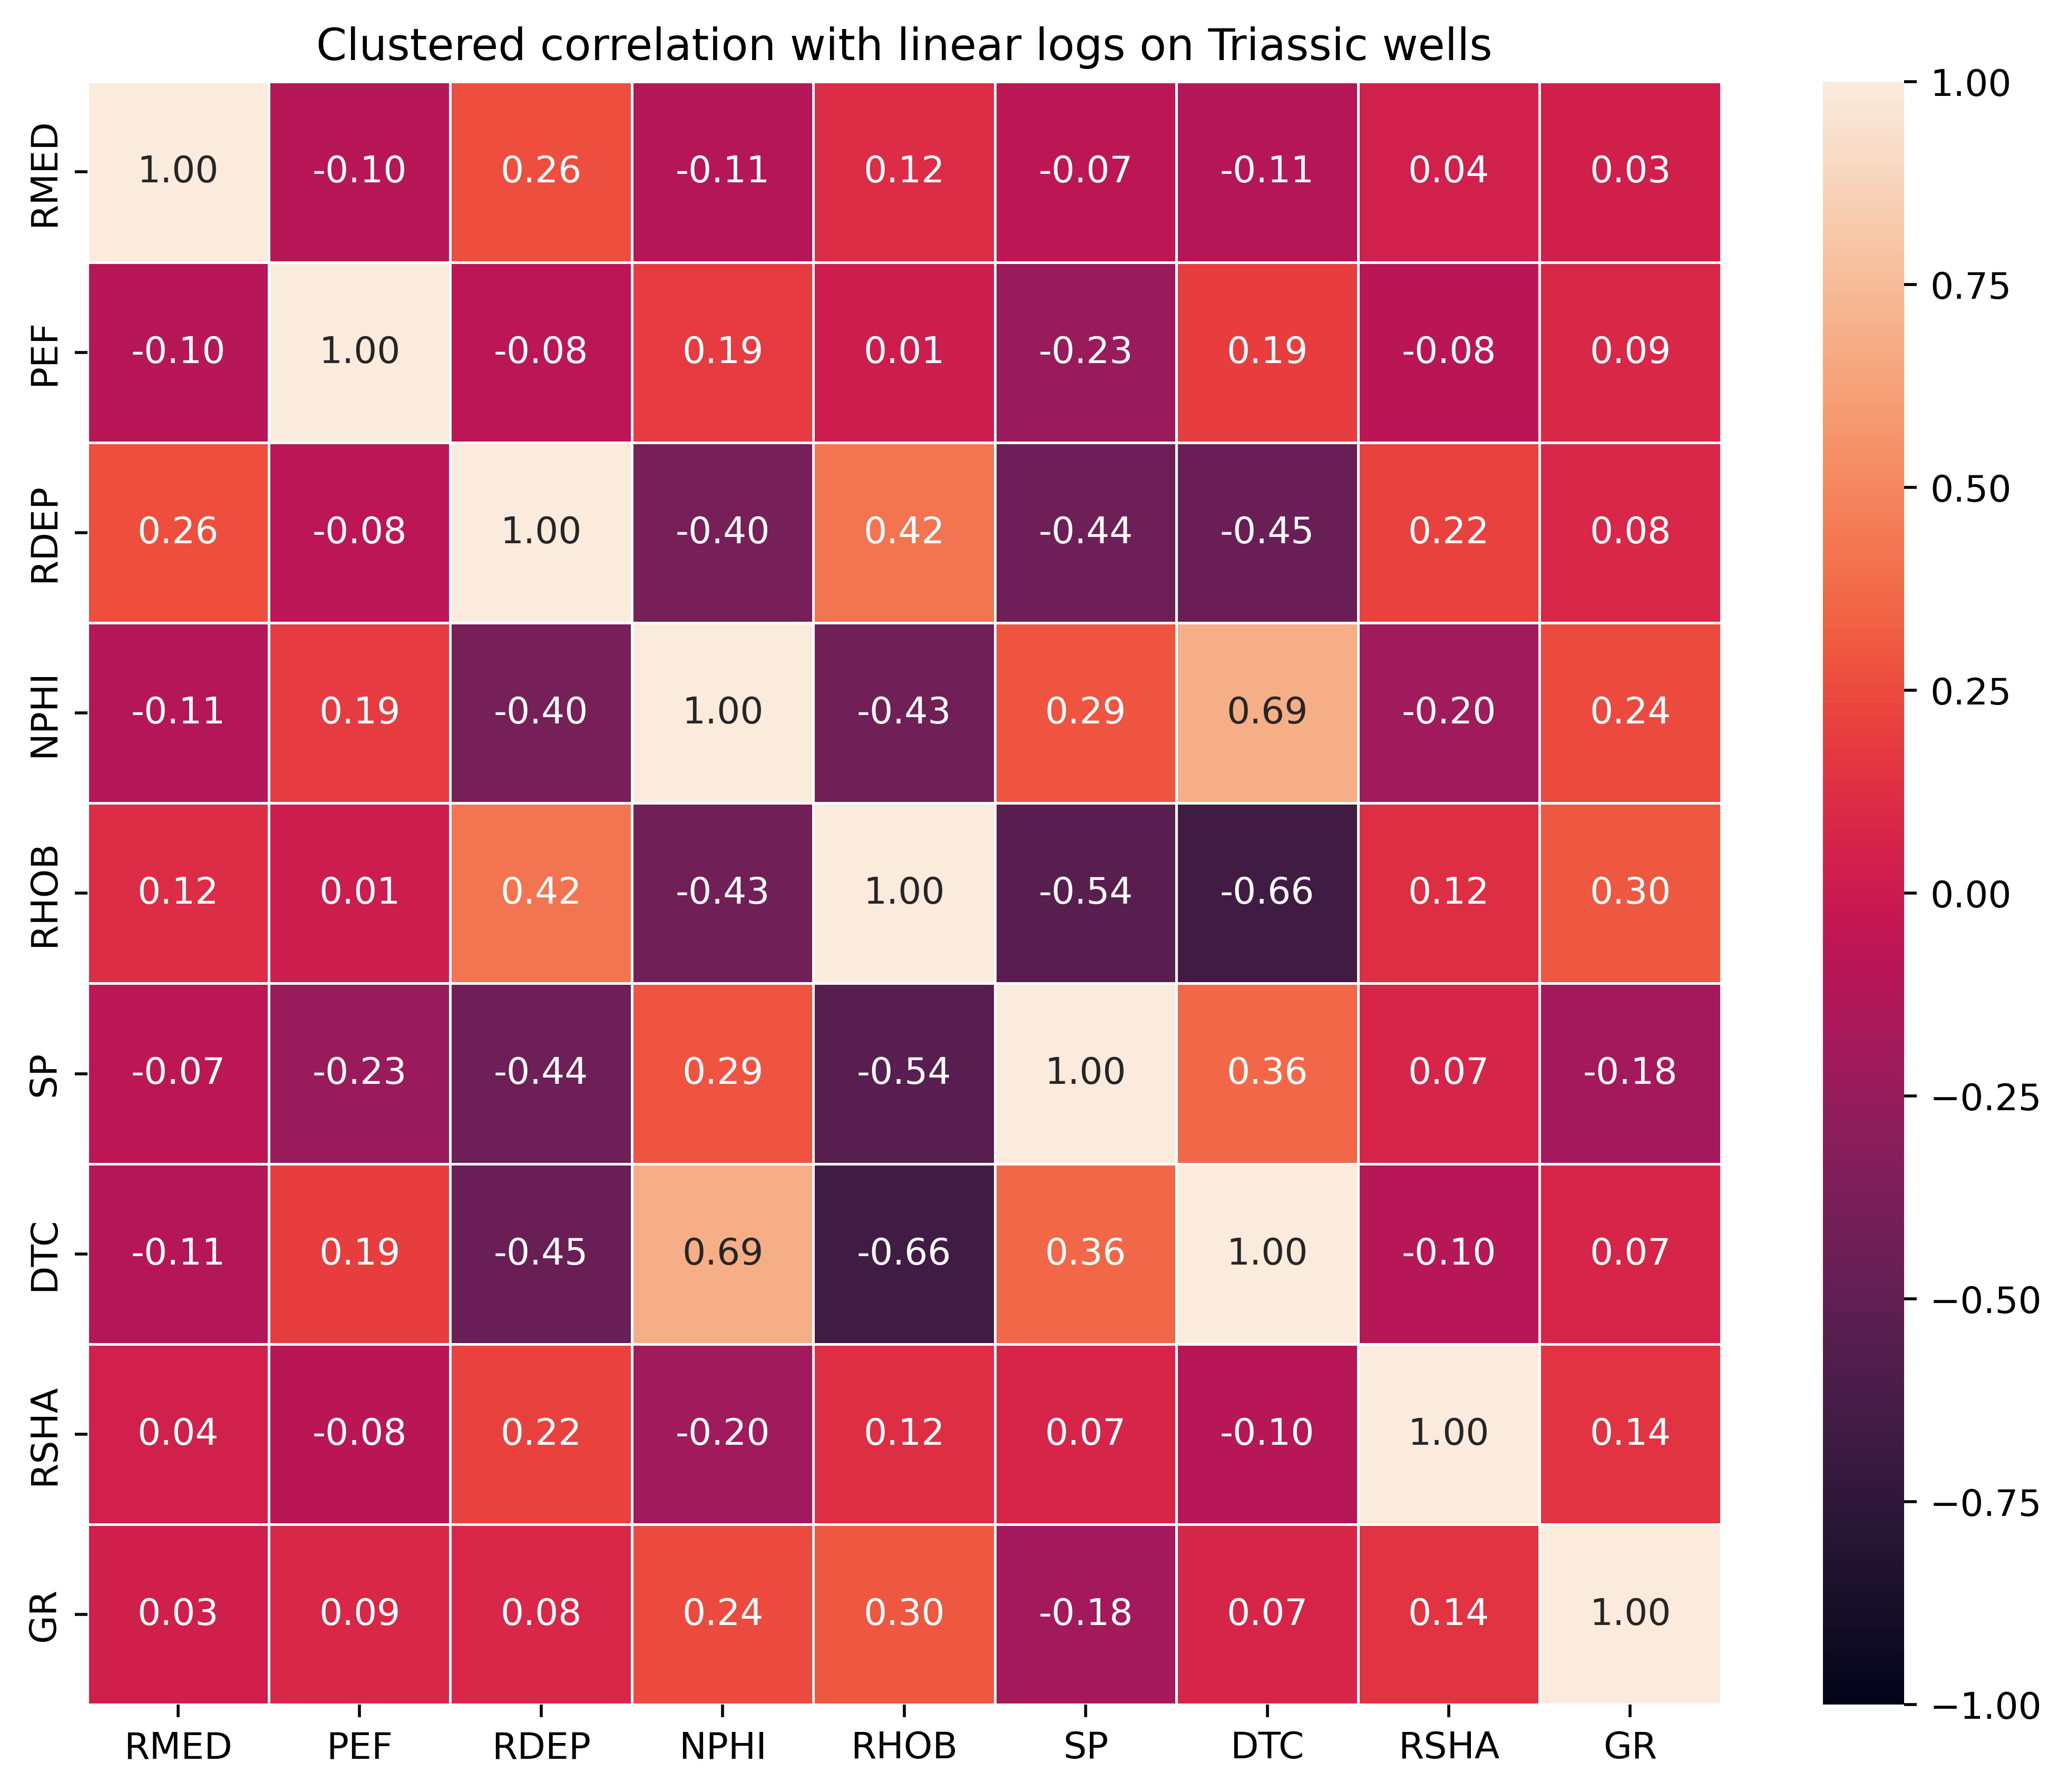 Clustered correlation with linear logs on Triassic wells
RMED 1.00 -0.10 0.26 -0.11 0.12 -0.07 -0.11 0.04 0.03
PEF -0.10 1.00 -0.08 0.19 0.01 -0.23 0.19 -0.08 0.09
RDEP 0.26 -0.08 1.00 -0.40 0.42 -0.44 -0.45 0.22 0.08
NPHI -0.11 0.19 -0.40 1.00 -0.43 0.29 0.69 -0.20 0.24
RHOB 0.12 0.01 0.42 -0.43 1.00 -0.54 -0.66 0.12 0.30
SP -0.07 -0.23 -0.44 0.29 -0.54 1.00 0.36 0.07 -0.18
DTC -0.11 0.19 -0.45 0.69 -0.66 0.36 1.00 -0.10 0.07
RSHA 0.04 -0.08 0.22 -0.20 0.12 0.07 -0.10 1.00 0.14
GR 0.03 0.09 0.08 0.24 0.30 -0.18 0.07 0.14 1.00
RMED PEF RDEP NPHI RHOB SP DTC RSHA GR
1.00
0.75
0.50
0.25
0.00
−0.25
−0.50
−0.75
−1.00